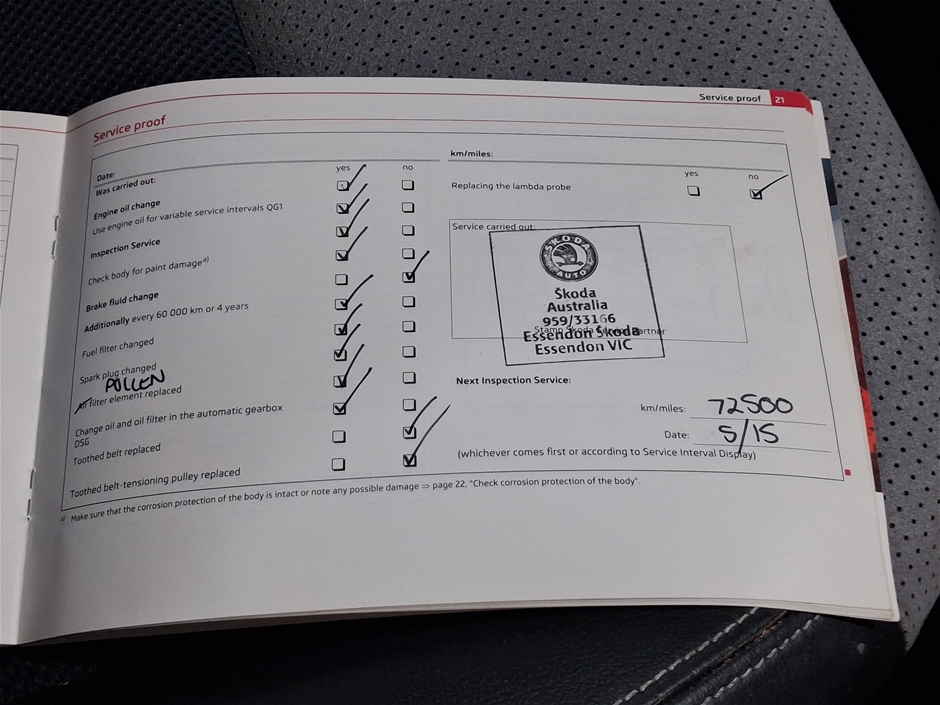 Service proof 21
Service proof
Date:
km/miles:
Was carried out: yes no
yes no
Engine oil change
Replacing the lambda probe
Use engine oil for variable service intervals QG1
Inspection Service
Service carried out:
Check body for paint damage a)
Brake fluid change
Additionally every 60 000 km or 4 years
Fuel filter changed
Spark plug changed
POLLEN
Air filter element replaced
Change oil and oil filter in the automatic gearbox
DSG
Toothed belt replaced
Toothed belt-tensioning pulley replaced
ŠKODA
AUTO
Škoda
Australia
959/33166
Essendon Škoda
Essendon VIC
Next Inspection Service:
km/miles: 72500
Date: 5/15
(whichever comes first or according to Service Interval Display)
a) Make sure that the corrosion protection of the body is intact or note any possible damage ⇒ page 22, "Check corrosion protection of the body".